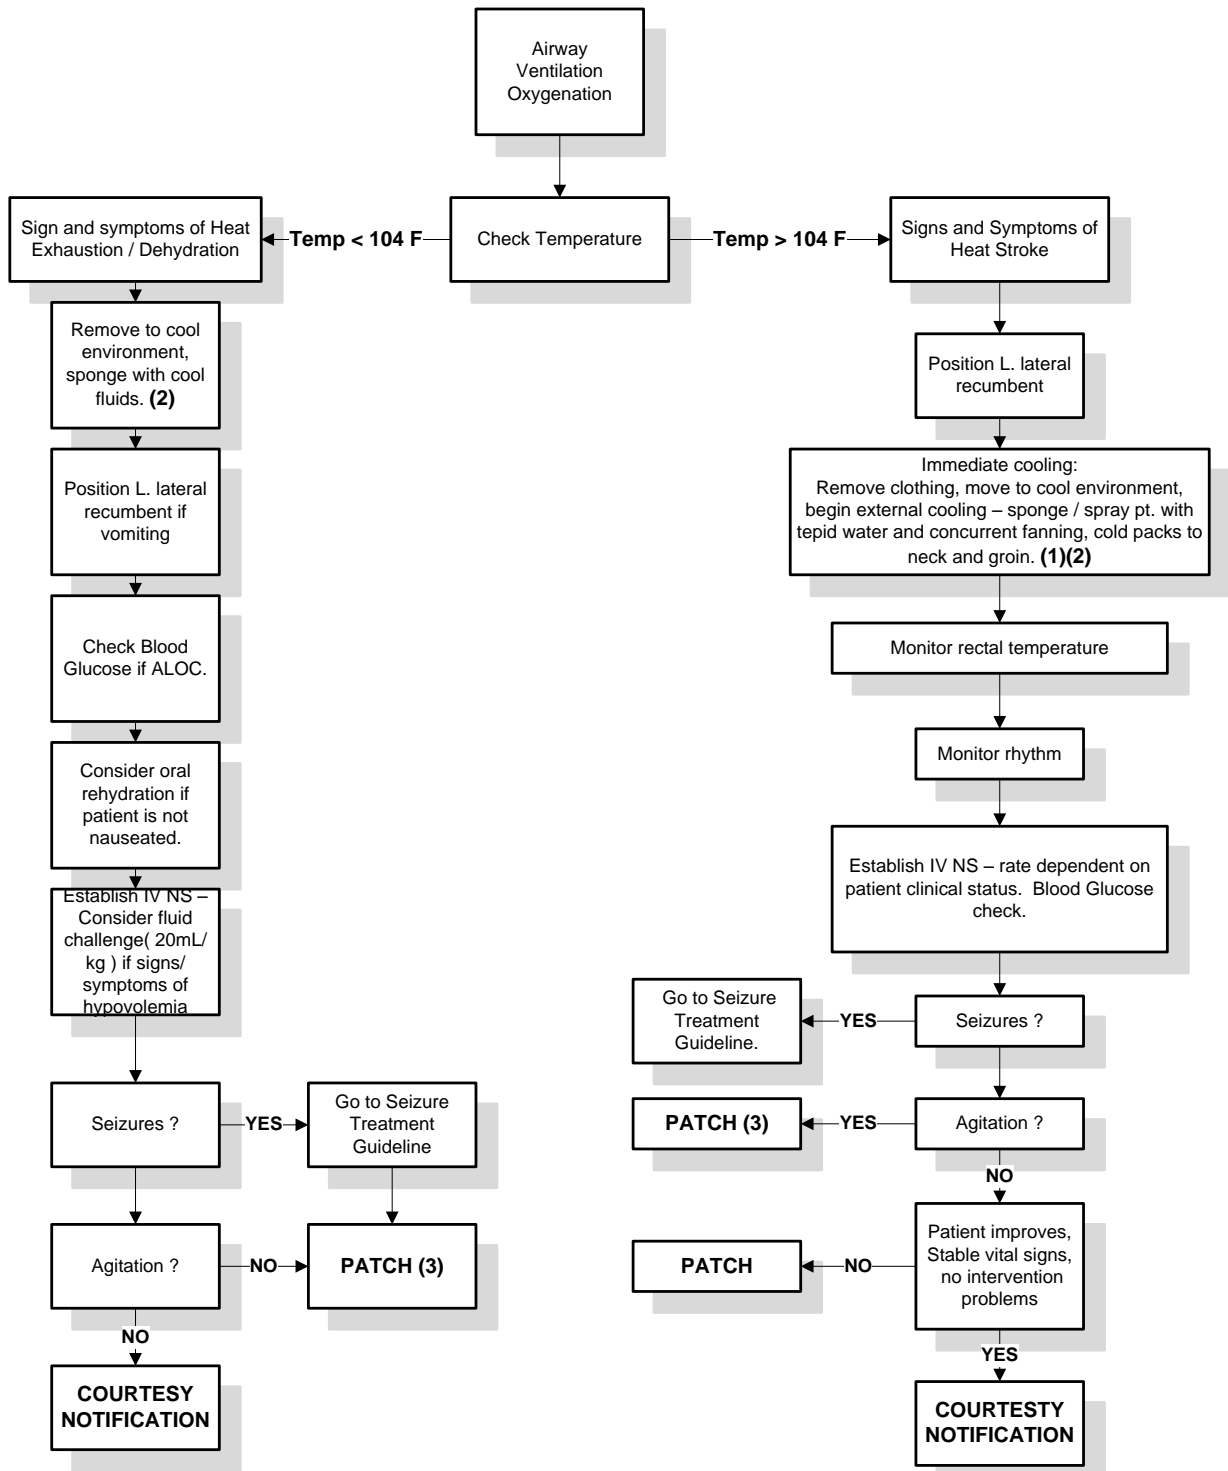 Airway
Ventilation
Oxygenation
Sign and symptoms of Heat
Exhaustion / Dehydration
Temp < 104 F
Check Temperature
Temp > 104 F
Signs and Symptoms of
Heat Stroke
Remove to cool
environment,
sponge with cool
fluids. (2)
Position L. lateral
recumbent if
vomiting
Check Blood
Glucose if ALOC.
Consider oral
rehydration if
patient is not
nauseated.
Establish IV NS –
Consider fluid
challenge( 20mL/
kg ) if signs/
symptoms of
hypovolemia
Seizures ?
YES
Go to Seizure
Treatment
Guideline
Agitation ?
NO
PATCH (3)
NO
COURTESY
NOTIFICATION
Position L. lateral
recumbent
Immediate cooling:
Remove clothing, move to cool environment,
begin external cooling – sponge / spray pt. with
tepid water and concurrent fanning, cold packs to
neck and groin. (1)(2)
Monitor rectal temperature
Monitor rhythm
Establish IV NS – rate dependent on
patient clinical status.  Blood Glucose
check.
Go to Seizure
Treatment
Guideline.
YES
Seizures ?
PATCH (3)
YES
Agitation ?
NO
Patient improves,
Stable vital signs,
no intervention
problems
PATCH
NO
YES
COURTESTY
NOTIFICATION